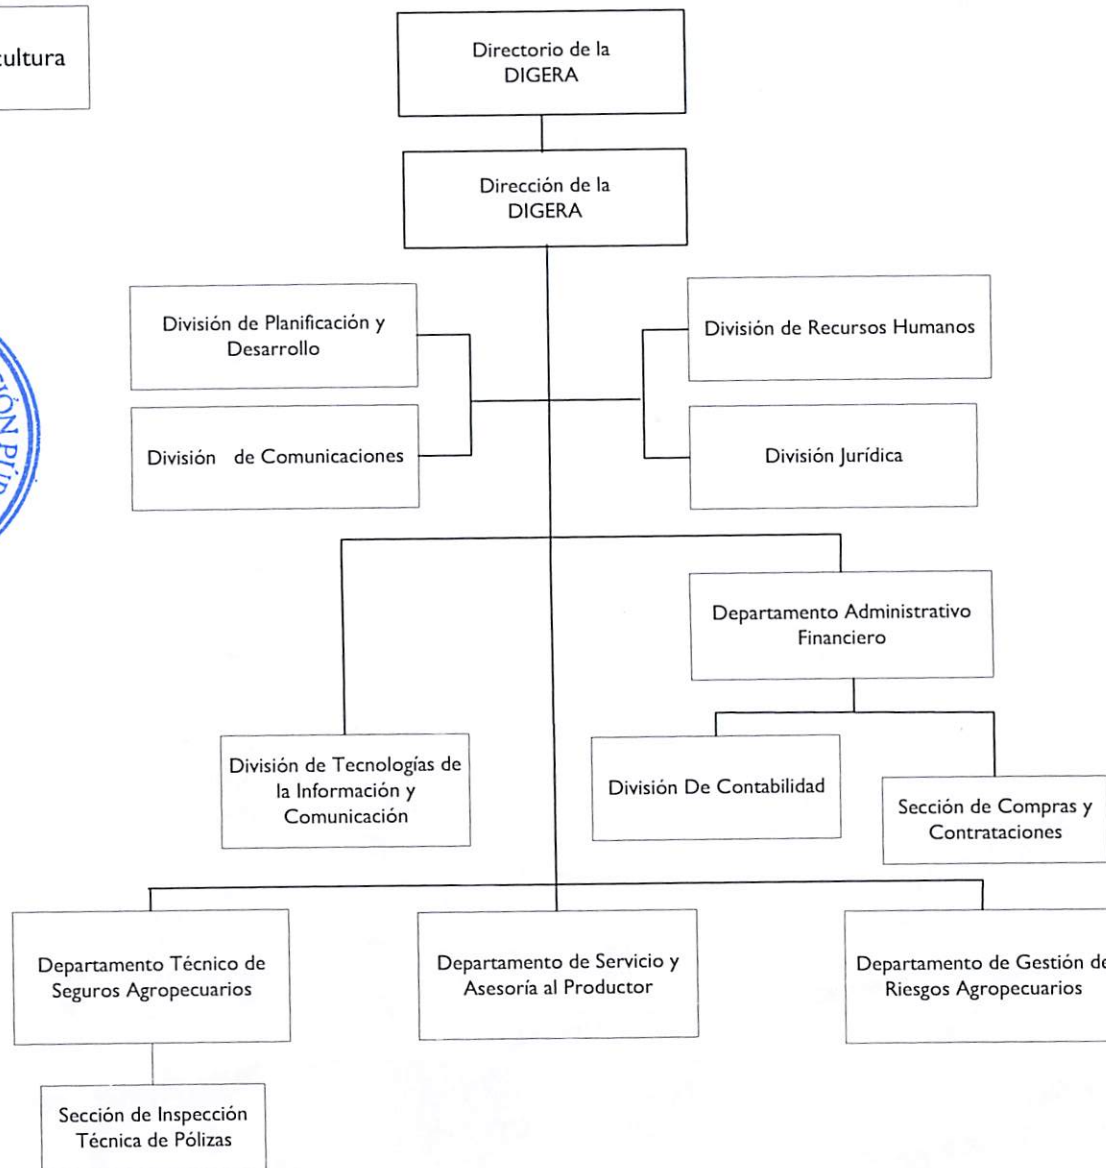 Directorio de la
DIGERA
Dirección de la
DIGERA
División de Planificación y
Desarrollo
División de Recursos Humanos
División de Comunicaciones
División Jurídica
Departamento Administrativo
Financiero
División de Tecnologías de
la Información y
Comunicación
División De Contabilidad
Sección de Compras y
Contrataciones
Departamento Técnico de
Seguros Agropecuarios
Departamento de Servicio y
Asesoría al Productor
Departamento de Gestión de
Riesgos Agropecuarios
Sección de Inspección
Técnica de Pólizas